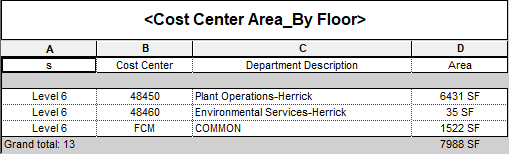 <Cost Center Area_By Floor>
A B C D
s Cost Center Department Description Area
Level 6 48450 Plant Operations-Herrick 6431 SF
Level 6 48460 Environmental Services-Herrick 35 SF
Level 6 FCM COMMON 1522 SF
Grand total: 13 7988 SF